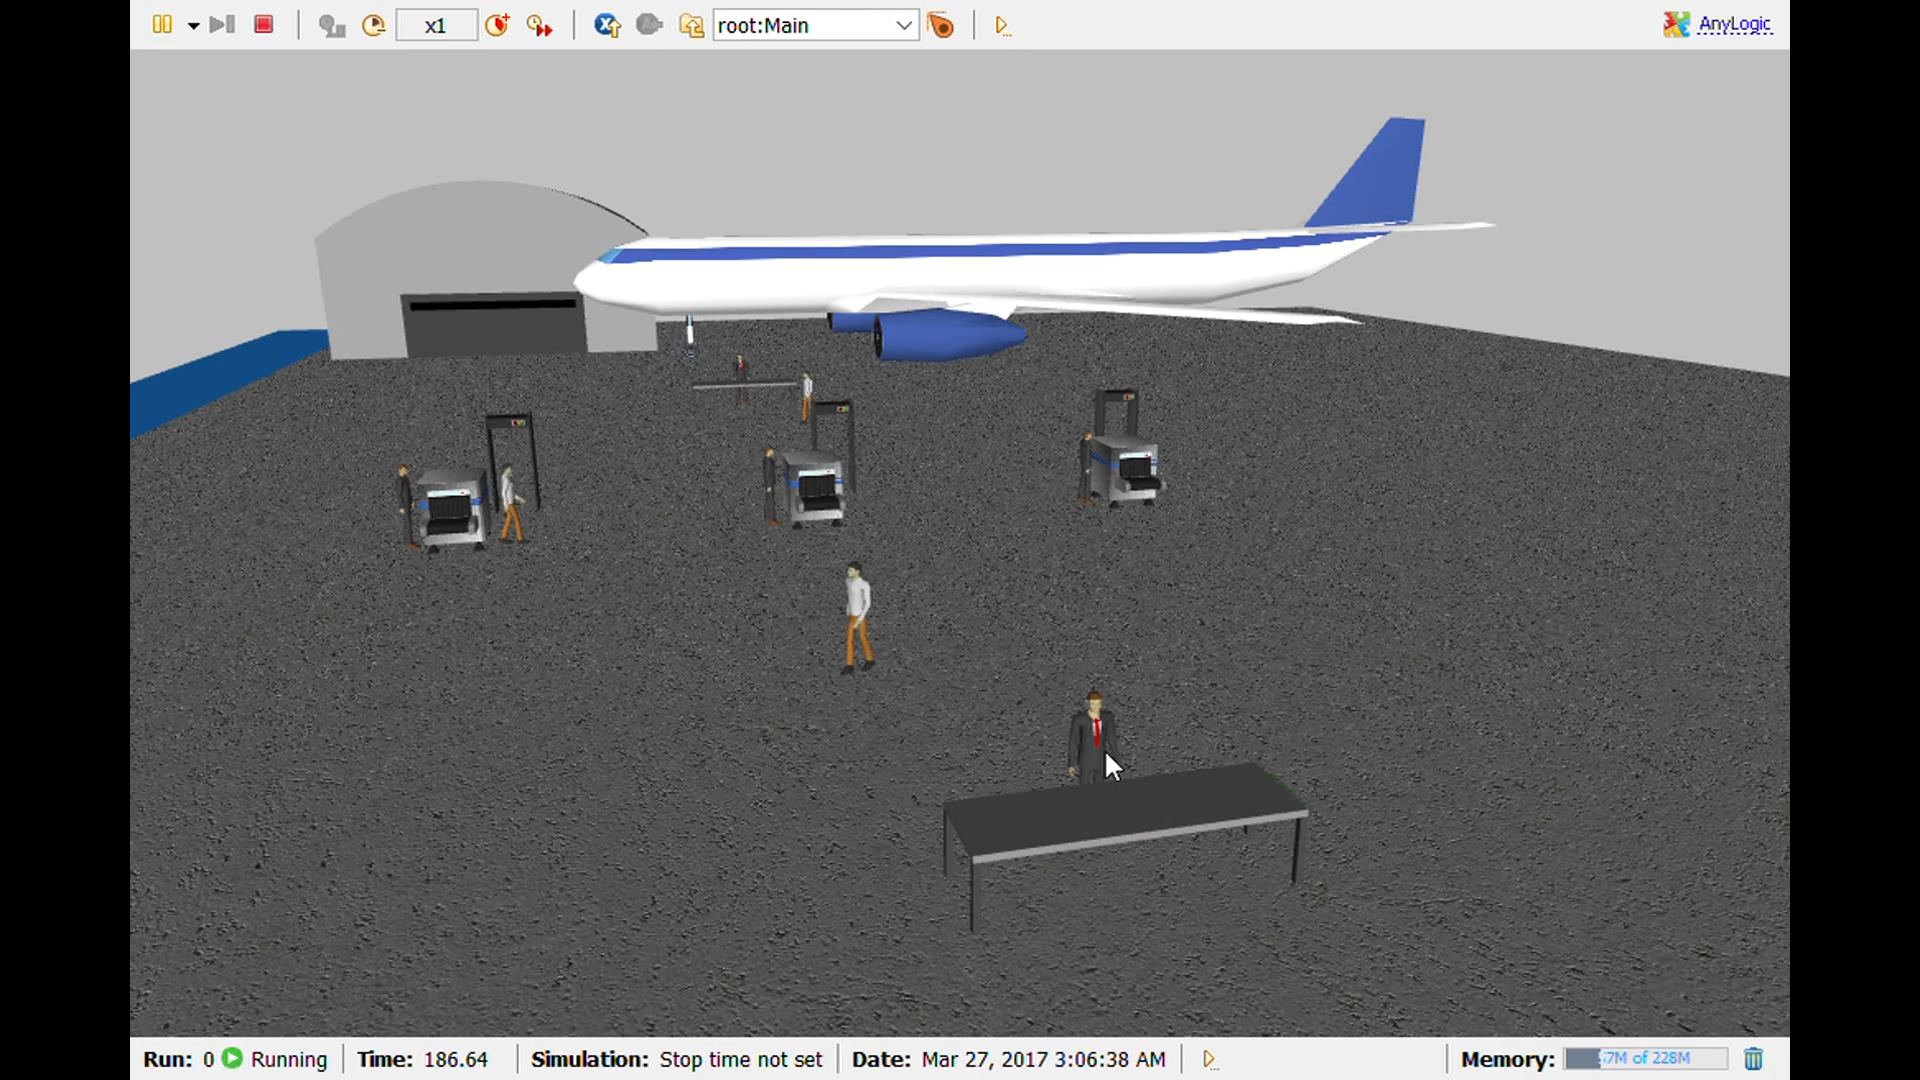 x1
root:Main
AnyLogic
Run: 0 Running
Time: 186.64
Simulation: Stop time not set
Date: Mar 27, 2017 3:06:38 AM
Memory: 7M of 228M